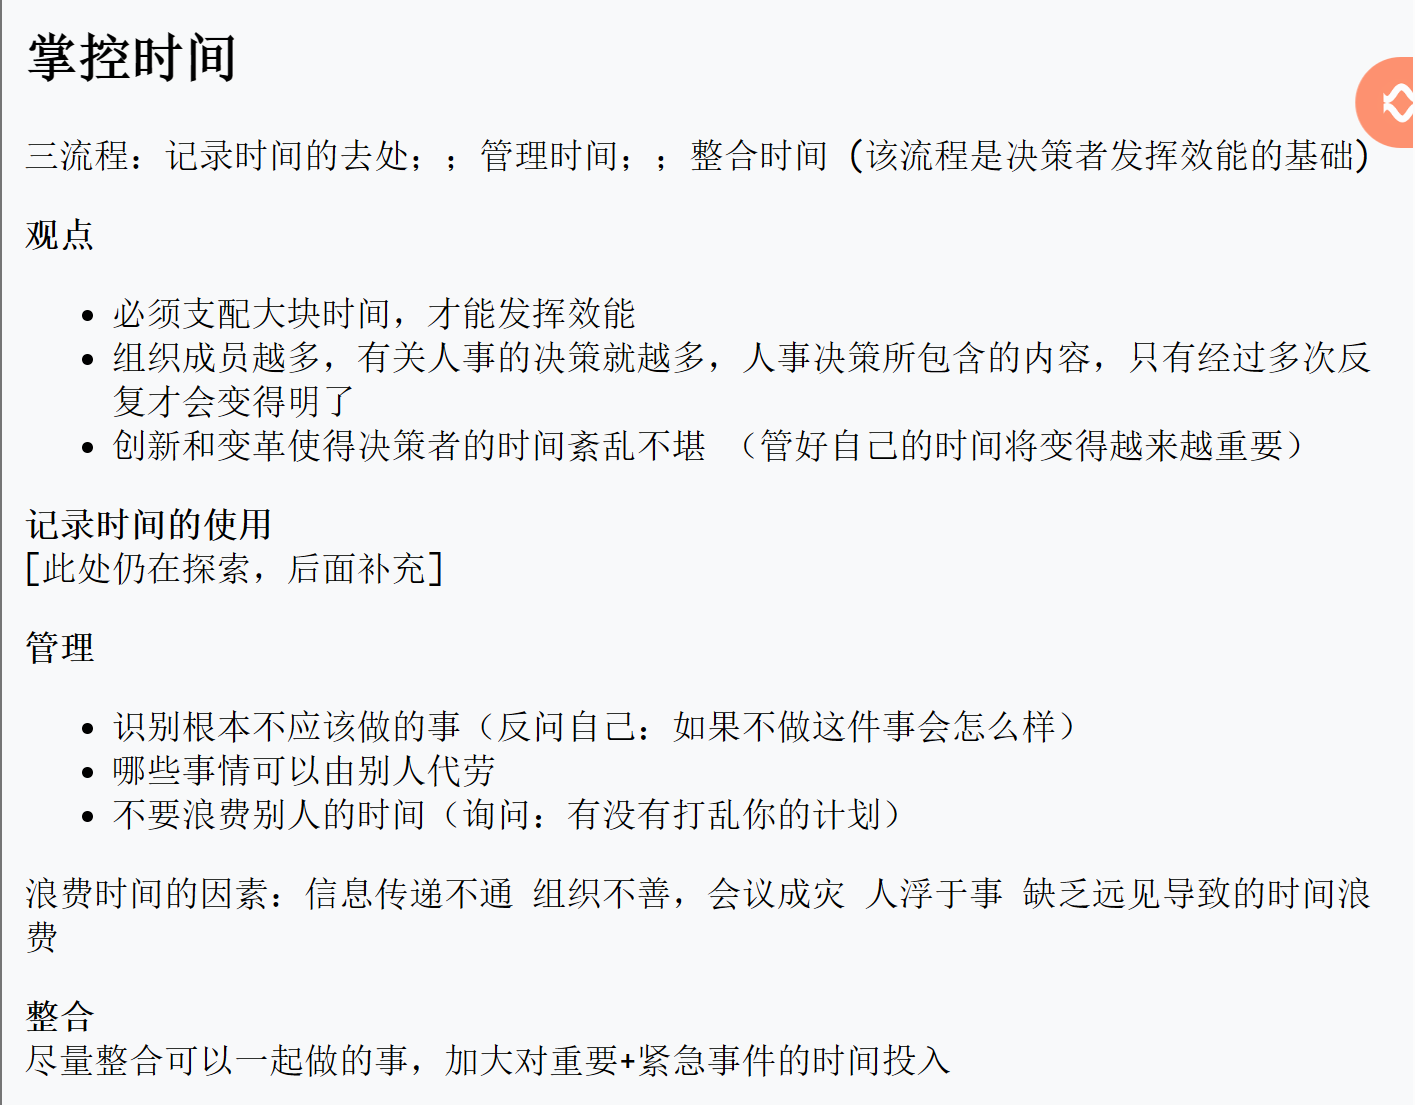 掌控时间
三流程：记录时间的去处；；管理时间；；整合时间（该流程是决策者发挥效能的基础）
观点
必须支配大块时间，才能发挥效能
组织成员越多，有关人事的决策就越多，人事决策所包含的内容，只有经过多次反
复才会变得明了
创新和变革使得决策者的时间紊乱不堪 （管好自己的时间将变得越来越重要）
记录时间的使用
[此处仍在探索，后面补充]
管理
识别根本不应该做的事（反问自己：如果不做这件事会怎么样）
哪些事情可以由别人代劳
不要浪费别人的时间（询问：有没有打乱你的计划）
浪费时间的因素：信息传递不通 组织不善，会议成灾 人浮于事 缺乏远见导致的时间浪
费
整合
尽量整合可以一起做的事，加大对重要+紧急事件的时间投入